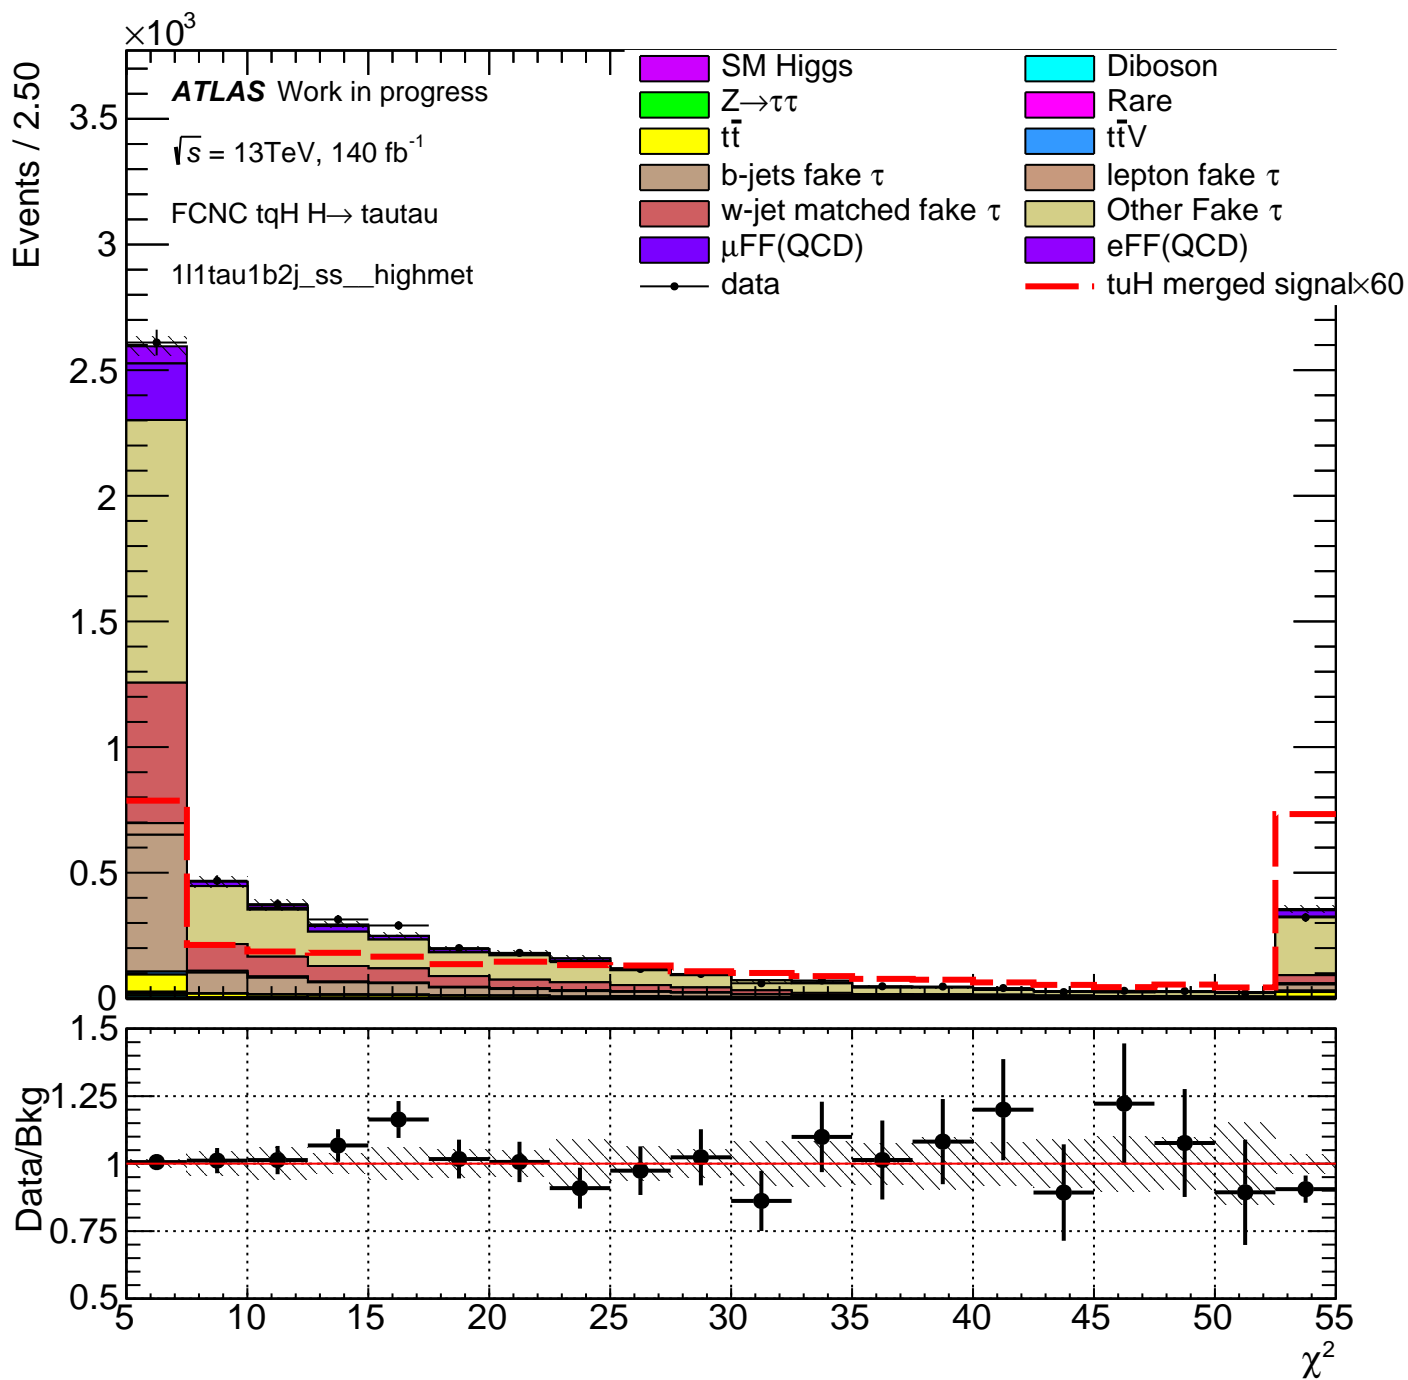 ×10³
Events / 2.50
3.5
3
2.5
2
1.5
1
0.5
0
ATLAS Work in progress
√s = 13TeV, 140 fb⁻¹
FCNC tqH H→ tautau
1l1tau1b2j_ss__highmet
SM Higgs
Z→ττ
tt̄
b-jets fake τ
w-jet matched fake τ
μFF(QCD)
data
Diboson
Rare
tt̄V
lepton fake τ
Other Fake τ
eFF(QCD)
tuH merged signal×60
Data/Bkg
1.5
1.25
1
0.75
0.5
5 10 15 20 25 30 35 40 45 50 55
χ²